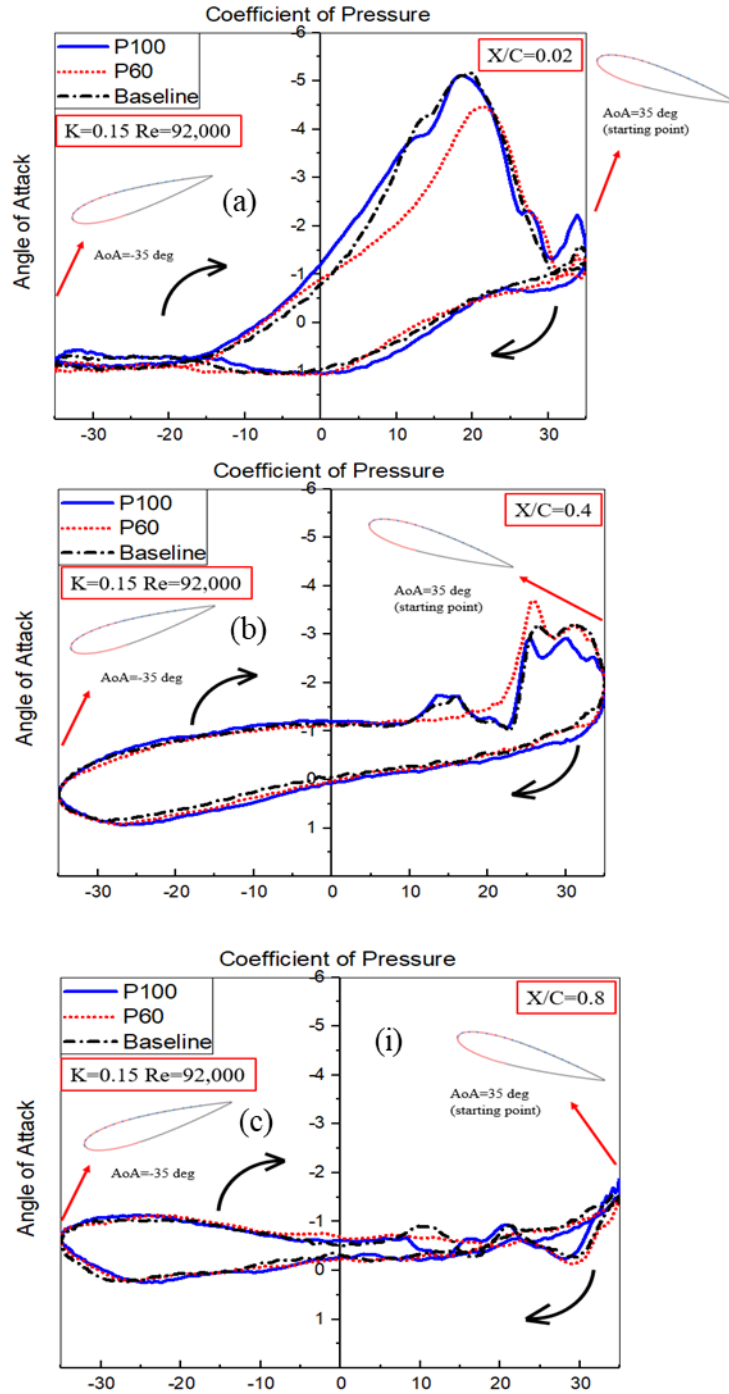 Coefficient of Pressure
P100
P60
Baseline
K=0.15 Re=92,000
X/C=0.02
AoA=35 deg
(starting point)
(a)
AoA=-35 deg
Angle of Attack
-6
-5
-4
-3
-2
-1
0
1
-30 -20 -10 0 10 20 30
Coefficient of Pressure
P100
P60
Baseline
K=0.15 Re=92,000
X/C=0.4
AoA=35 deg
(starting point)
(b)
AoA=-35 deg
Angle of Attack
-6
-5
-4
-3
-2
-1
0
1
-30 -20 -10 0 10 20 30
Coefficient of Pressure
P100
P60
Baseline
K=0.15 Re=92,000
X/C=0.8
(i)
AoA=35 deg
(starting point)
(c)
AoA=-35 deg
Angle of Attack
-6
-5
-4
-3
-2
-1
0
1
-30 -20 -10 0 10 20 30